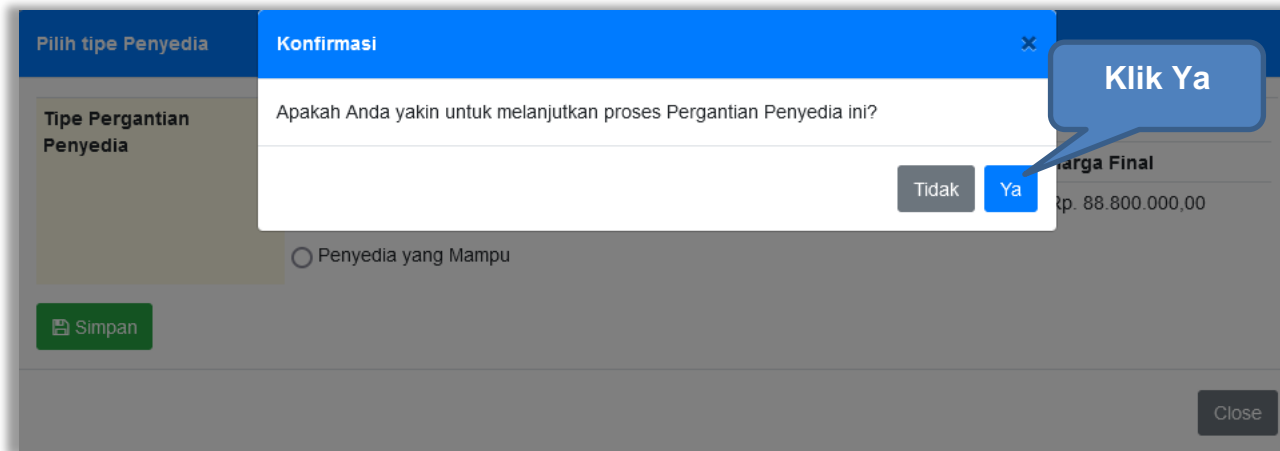 Pilih tipe Penyedia
Konfirmasi
×
Klik Ya
Apakah Anda yakin untuk melanjutkan proses Pergantian Penyedia ini?
Tipe Pergantian
Penyedia
Tidak
Ya
Harga Final
Rp. 88.800.000,00
Penyedia yang Mampu
Simpan
Close